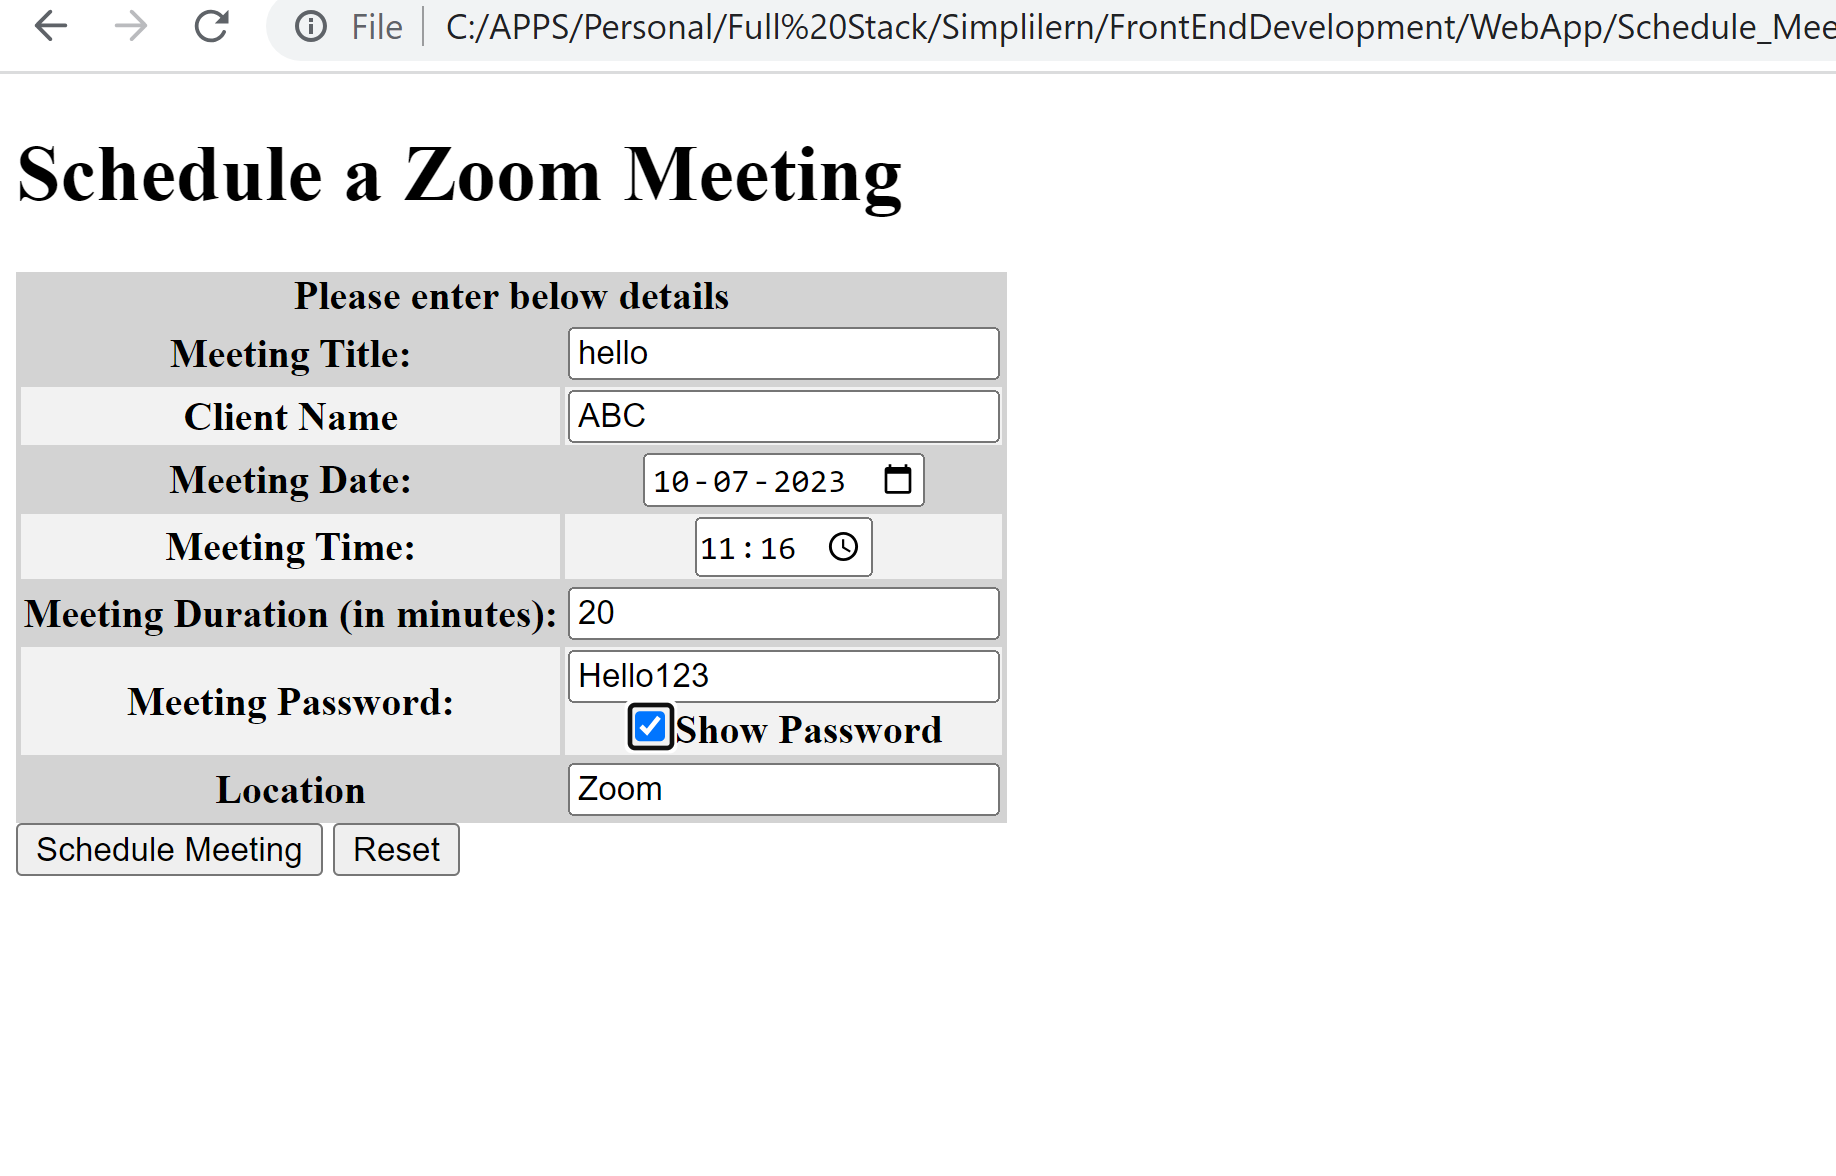 File C:/APPS/Personal/Full%20Stack/Simplilern/FrontEndDevelopment/WebApp/Schedule_Mee
Schedule a Zoom Meeting
Please enter below details
Meeting Title: hello
Client Name ABC
Meeting Date: 10-07-2023
Meeting Time: 11:16
Meeting Duration (in minutes): 20
Meeting Password: Hello123
Show Password
Location Zoom
Schedule Meeting Reset